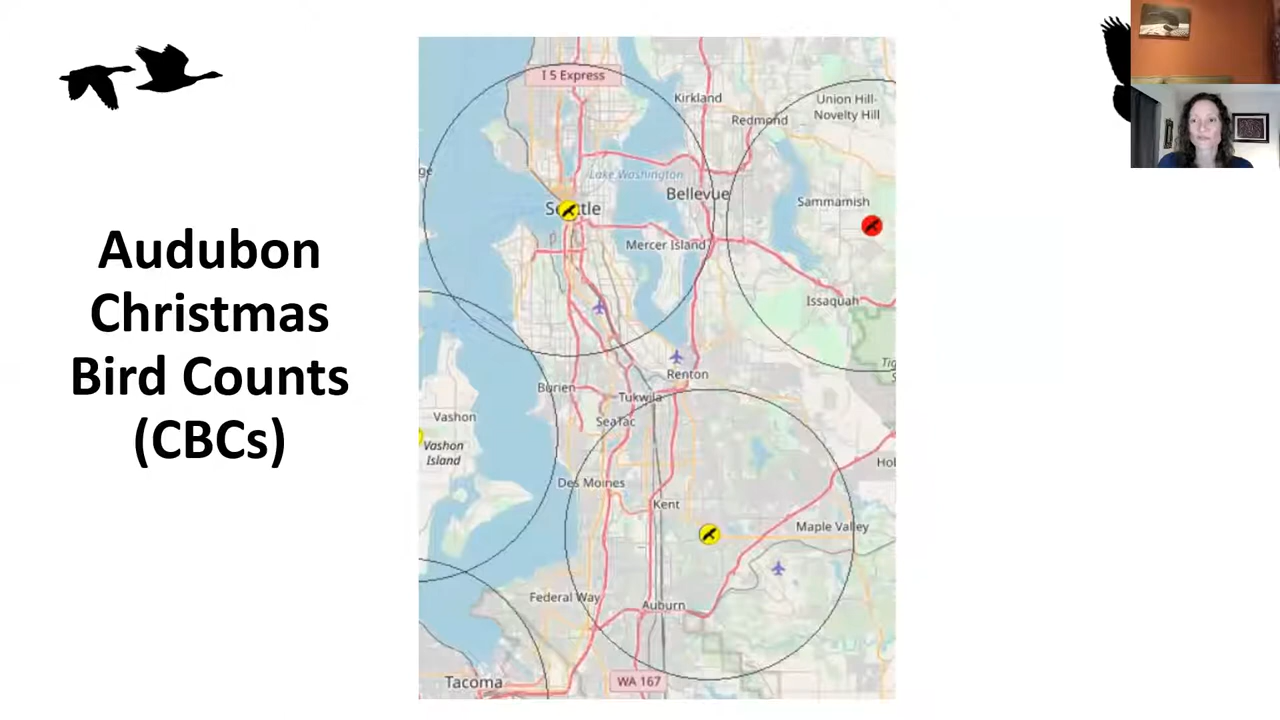 Audubon
Christmas
Bird Counts
(CBCs)
I 5 Express
Kirkland
Union Hill-
Novelty Hill
Redmond
Lake Washington
Bellevue
Sammamish
Mercer Island
Issaquah
Renton
Burien
Tukwila
SeaTac
Vashon
Vashon
Island
Des Moines
Kent
Maple Valley
Federal Way
Auburn
WA 167
Tacoma